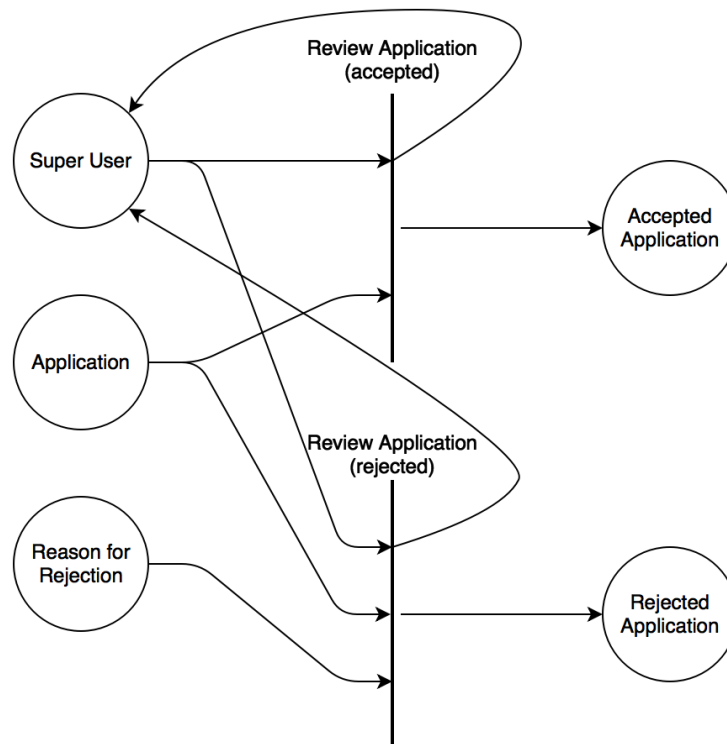 Review Application
(accepted)
Super User
Accepted
Application
Application
Review Application
(rejected)
Reason for
Rejection
Rejected
Application